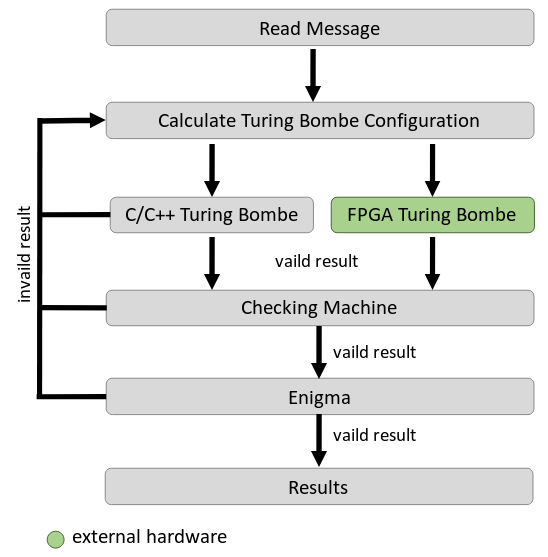 Read Message
Calculate Turing Bombe Configuration
C/C++ Turing Bombe
FPGA Turing Bombe
invaild result
vaild result
Checking Machine
vaild result
Enigma
vaild result
Results
external hardware